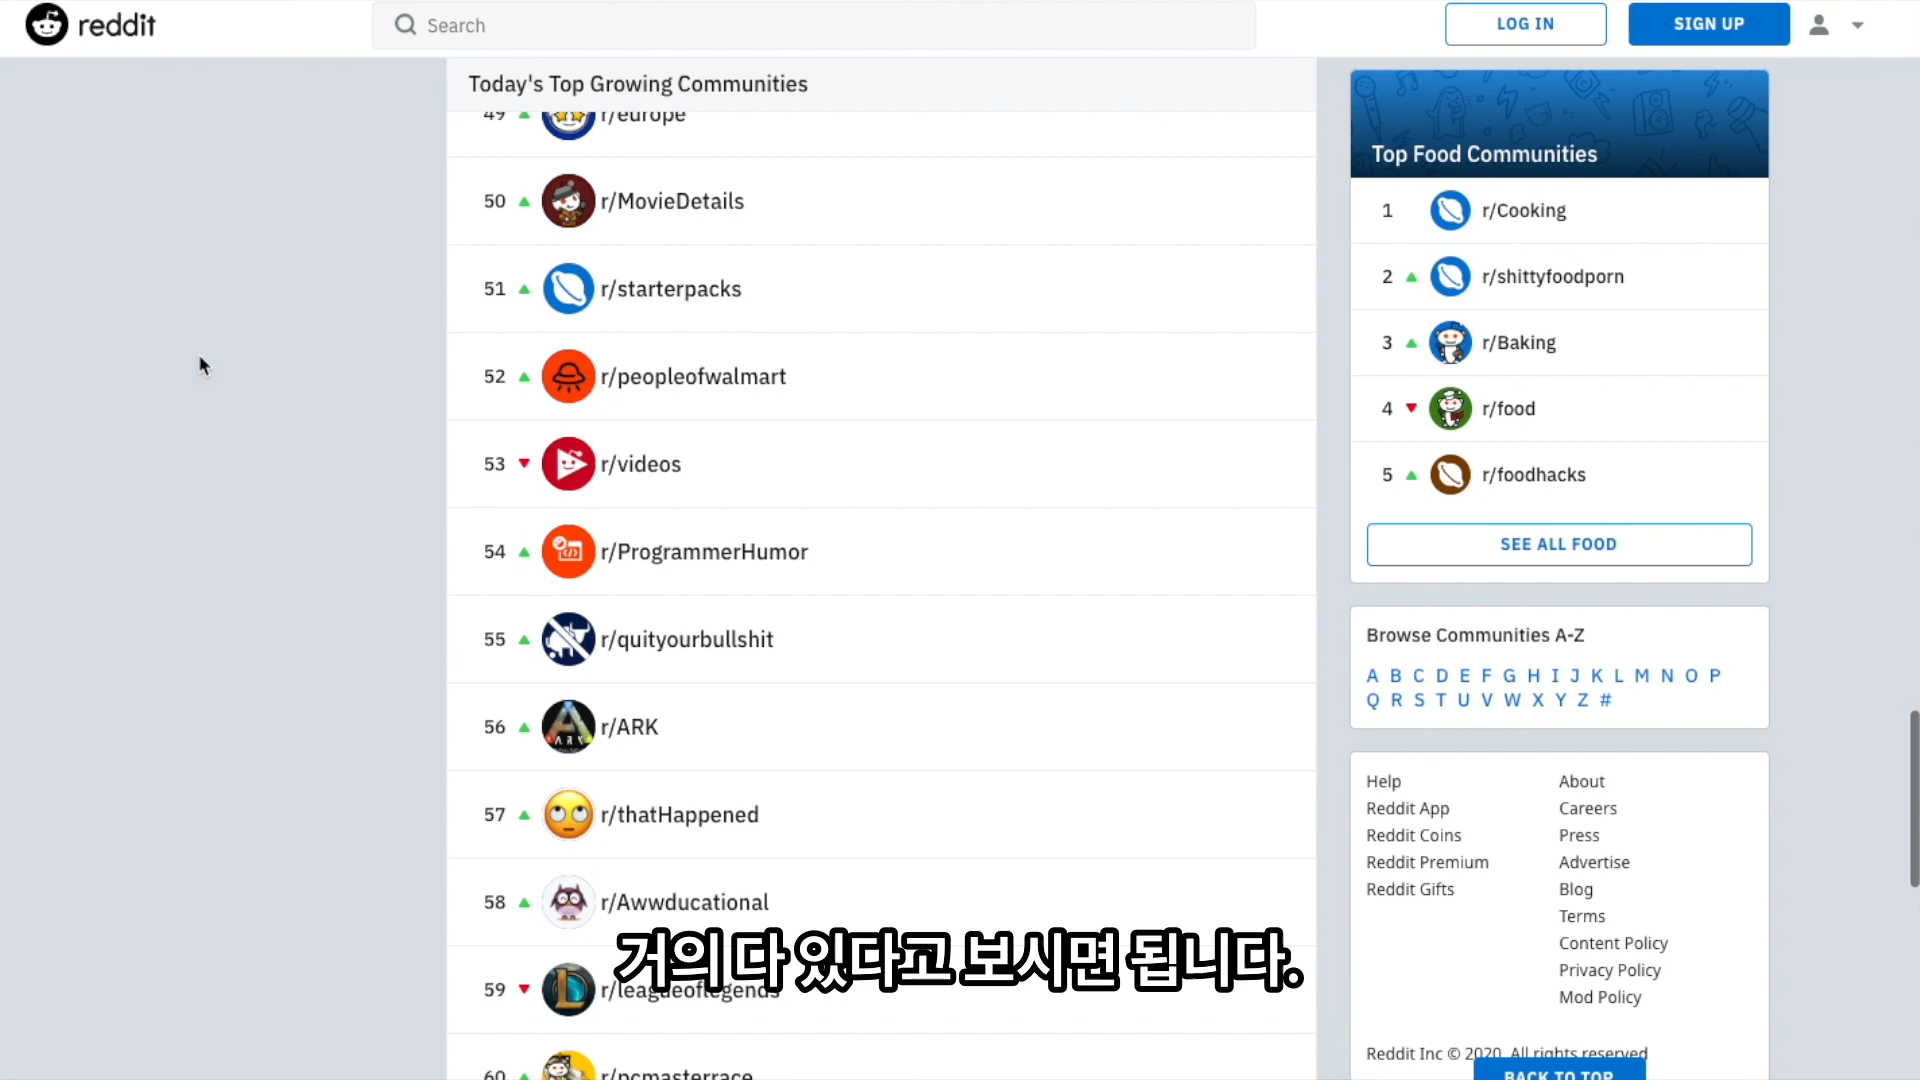 reddit
Search
LOG IN
SIGN UP
Today's Top Growing Communities
49 r/europe
50 r/MovieDetails
51 r/starterpacks
52 r/peopleofwalmart
53 r/videos
54 r/ProgrammerHumor
55 r/quityourbullshit
56 r/ARK
57 r/thatHappened
58 r/Awwducational
59 r/leagueoflegends
60 r/pcmasterrace
거의 다 있다고 보시면 됩니다.
Top Food Communities
1 r/Cooking
2 r/shittyfoodporn
3 r/Baking
4 r/food
5 r/foodhacks
SEE ALL FOOD
Browse Communities A-Z
A B C D E F G H I J K L M N O P
Q R S T U V W X Y Z #
Help
Reddit App
Reddit Coins
Reddit Premium
Reddit Gifts
About
Careers
Press
Advertise
Blog
Terms
Content Policy
Privacy Policy
Mod Policy
Reddit Inc © 2020. All rights reserved
BACK TO TOP